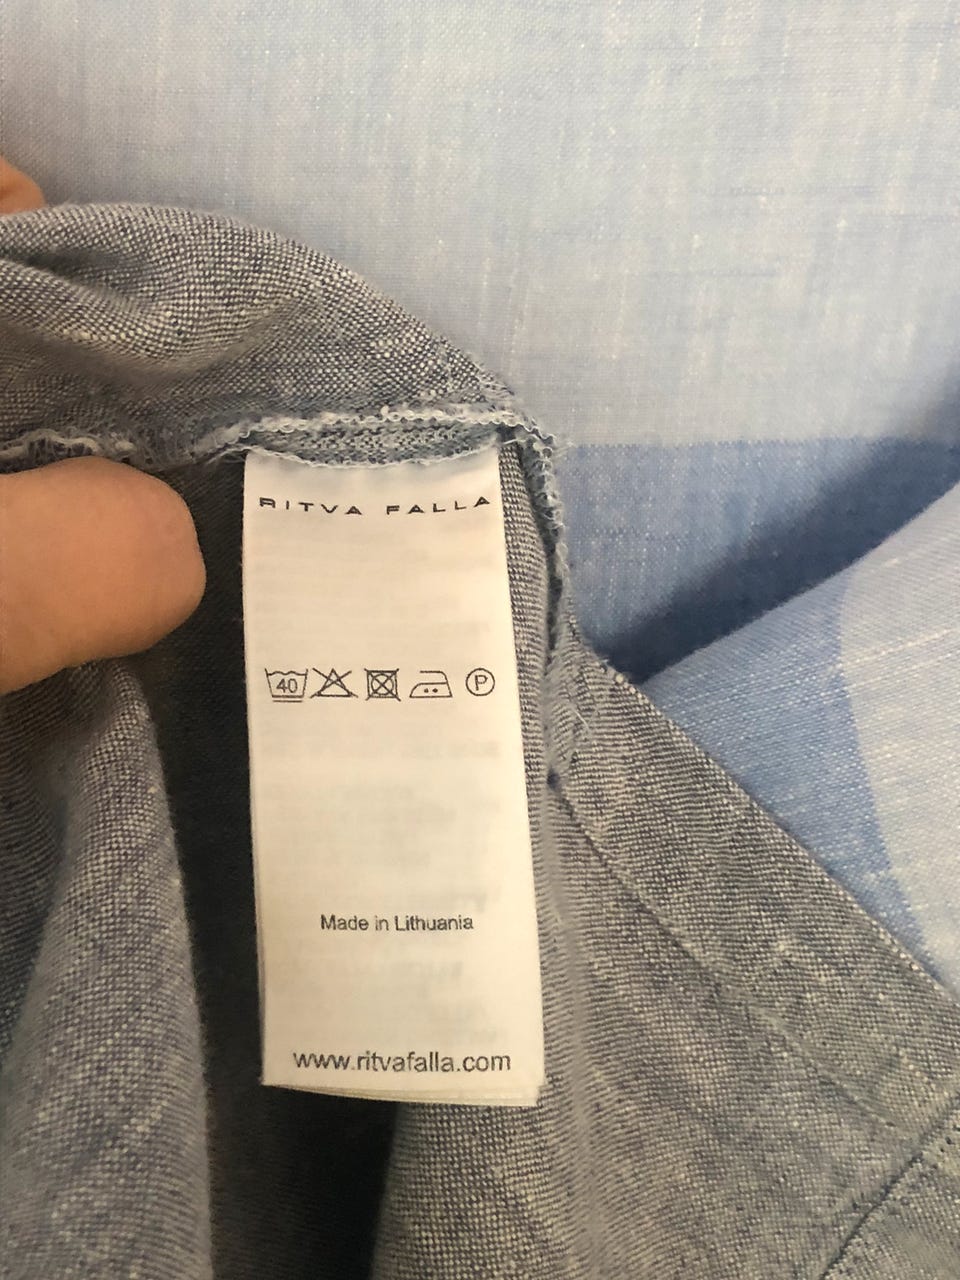 RITVA FALLA
40 P
Made in Lithuania
www.ritvafalla.com